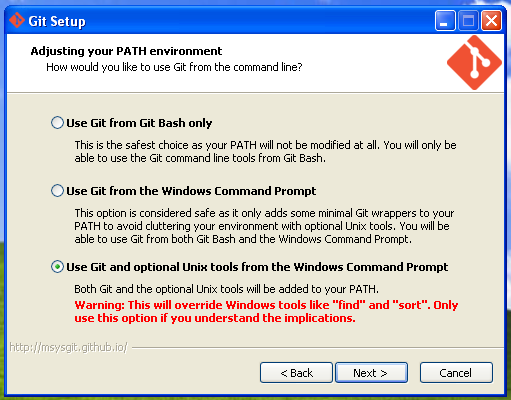 Git Setup
Adjusting your PATH environment
How would you like to use Git from the command line?
Use Git from Git Bash only
This is the safest choice as your PATH will not be modified at all. You will only be
able to use the Git command line tools from Git Bash.
Use Git from the Windows Command Prompt
This option is considered safe as it only adds some minimal Git wrappers to your
PATH to avoid cluttering your environment with optional Unix tools. You will be
able to use Git from both Git Bash and the Windows Command Prompt.
Use Git and optional Unix tools from the Windows Command Prompt
Both Git and the optional Unix tools will be added to your PATH.
Warning: This will override Windows tools like "find" and "sort". Only
use this option if you understand the implications.
http://msysgit.github.io/
< Back
Next >
Cancel